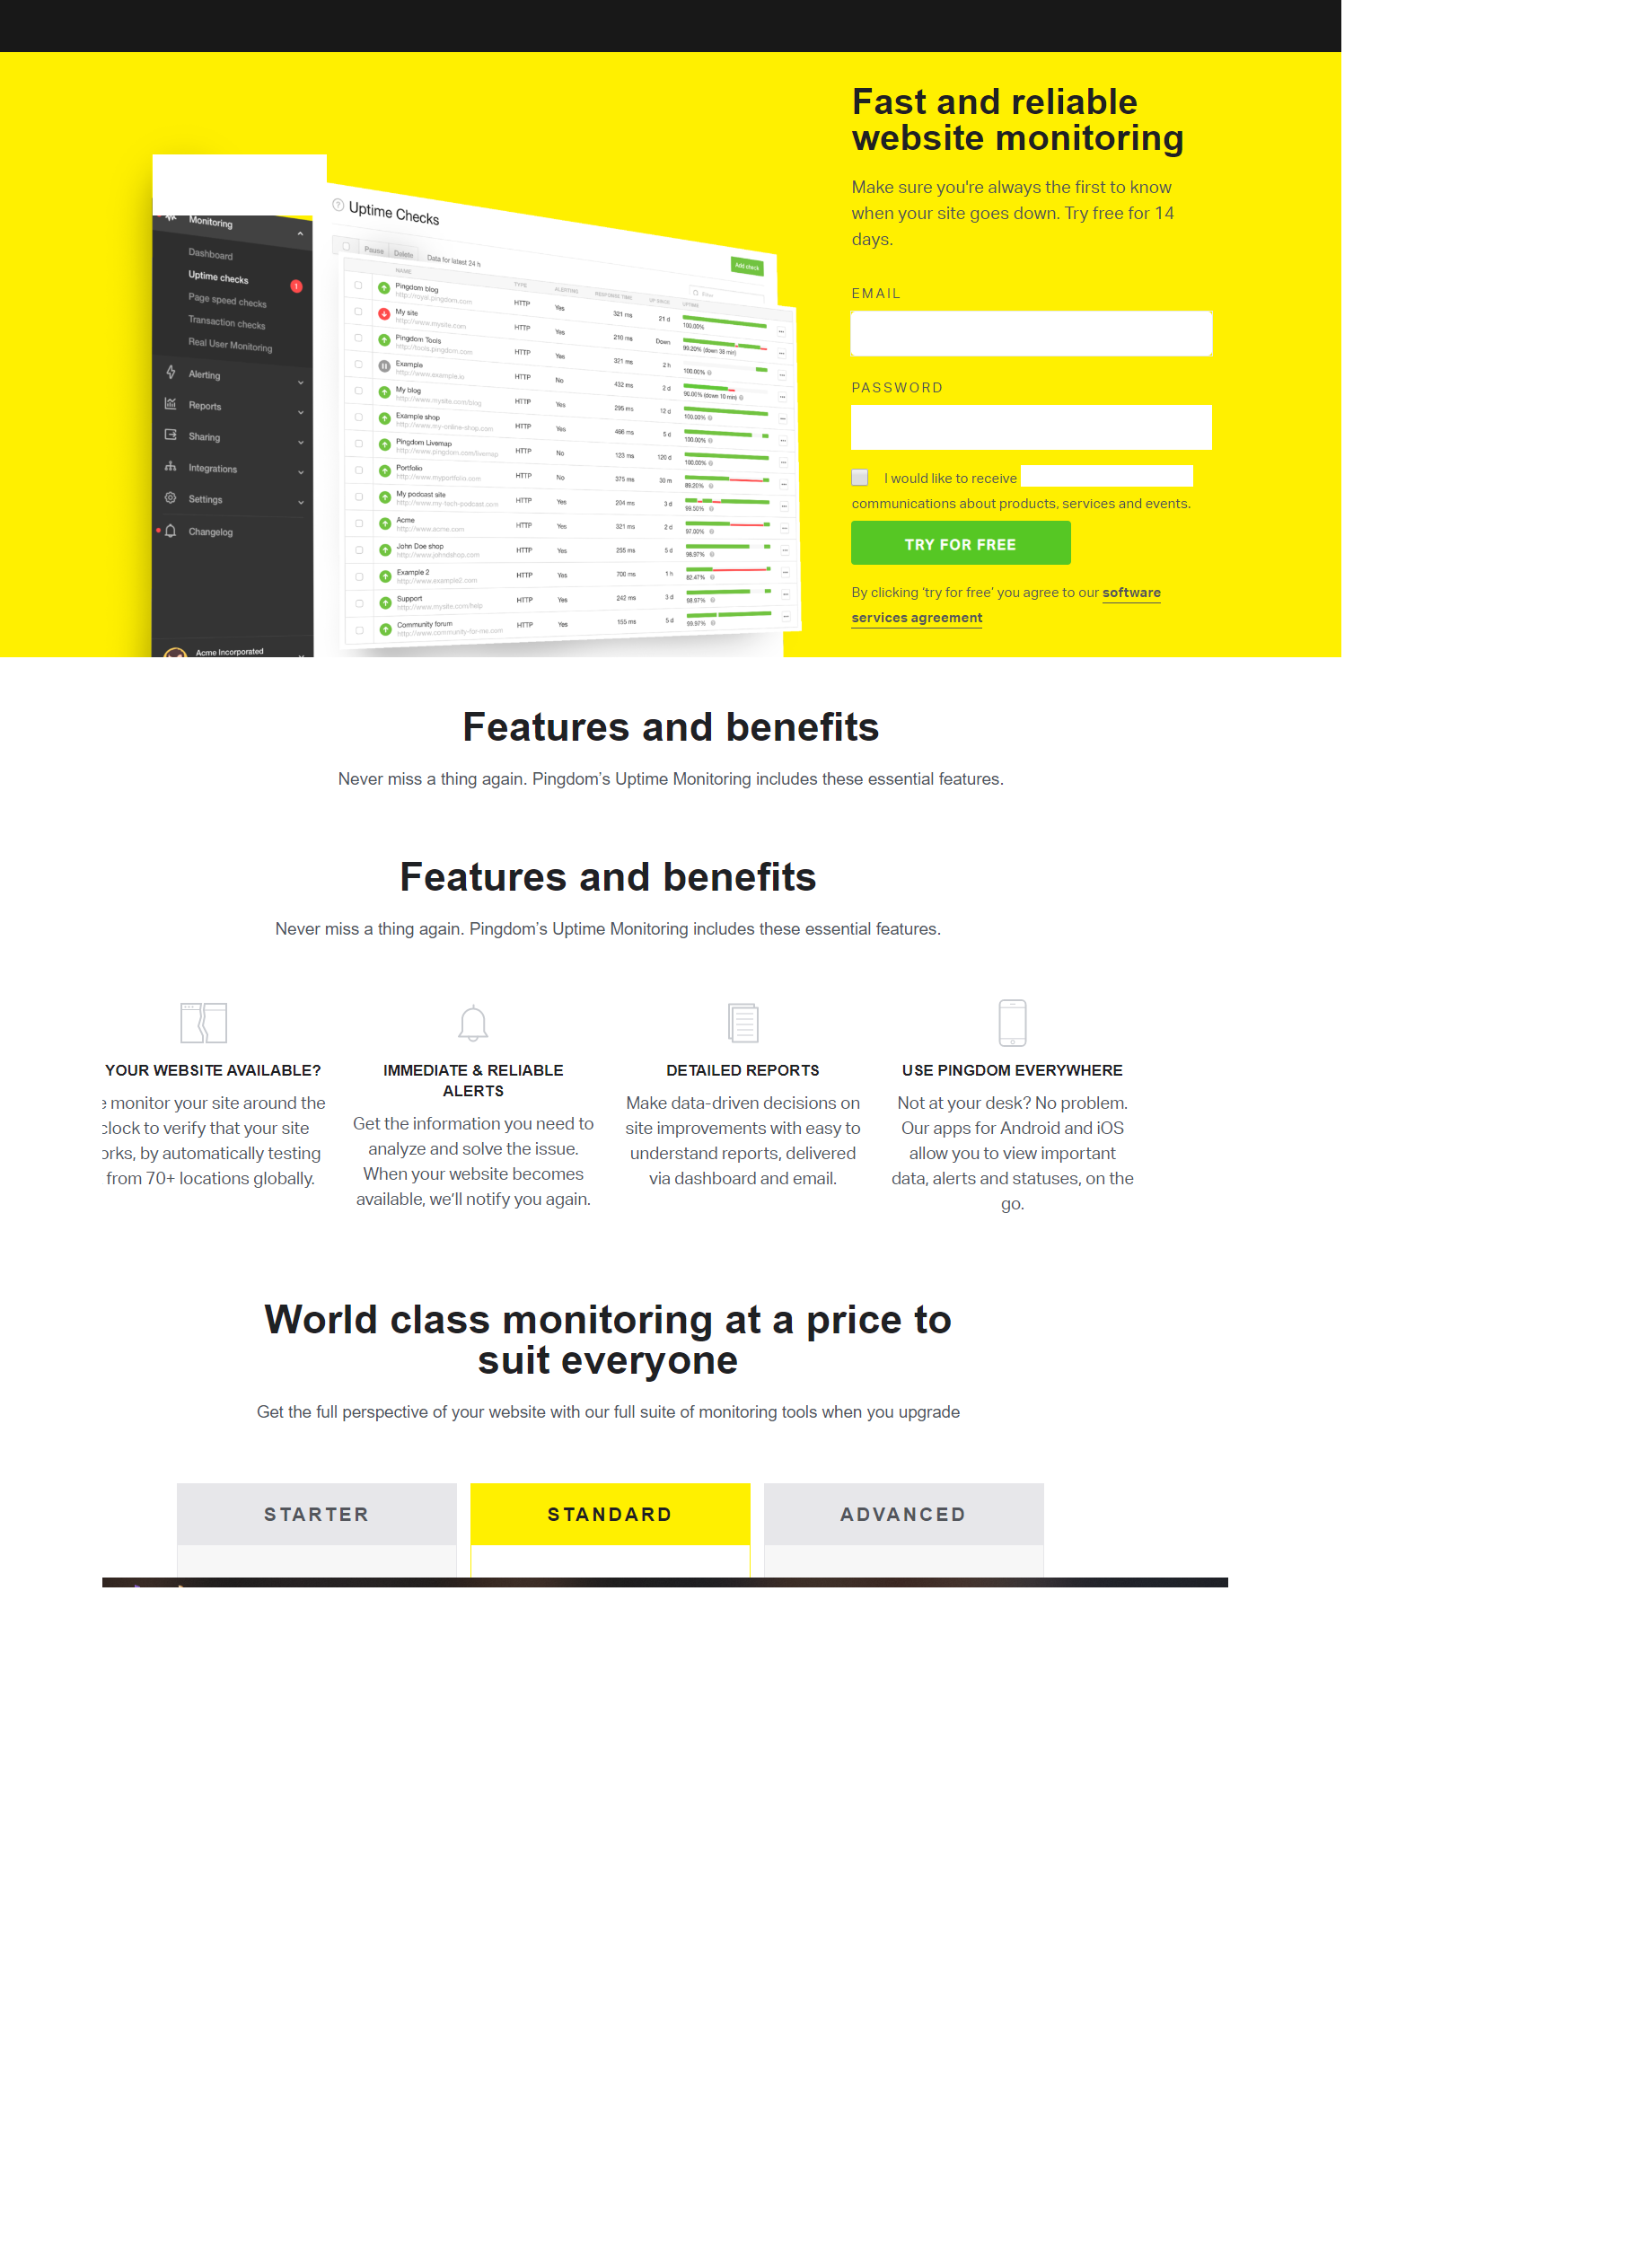 Fast and reliable
website monitoring
Make sure you're always the first to know
when your site goes down. Try free for 14
days.
EMAIL
PASSWORD
I would like to receive
communications about products, services and events.
TRY FOR FREE
By clicking 'try for free' you agree to our software
services agreement
Monitoring
Dashboard
Uptime checks 1
Page speed checks
Transaction checks
Real User Monitoring
Alerting
Reports
Sharing
Integrations
Settings
Changelog
Acme Incorporated
? Uptime Checks
Pause Delete Data for latest 24 h
Add check
Filter
NAME TYPE ALERTING RESPONSE TIME UP SINCE UPTIME
Pingdom blog
http://royal.pingdom.com HTTP Yes 321 ms 21 d 100.00%
My site
http://www.mysite.com HTTP Yes 210 ms Down 99.20% (down 38 min)
Pingdom Tools
http://tools.pingdom.com HTTP Yes 321 ms 2 h 100.00%
Example
http://www.example.io HTTP No 432 ms 2 d 90.00% (down 10 min)
My blog
http://www.mysite.com/blog HTTP Yes 295 ms 12 d 100.00%
Example shop
http://www.my-online-shop.com HTTP Yes 466 ms 5 d 100.00%
Pingdom Livemap
http://www.pingdom.com/livemap HTTP No 123 ms 120 d 100.00%
Portfolio
http://www.myportfolio.com HTTP No 375 ms 30 m 89.20%
My podcast site
http://www.my-tech-podcast.com HTTP Yes 204 ms 3 d 99.50%
Acme
http://www.acme.com HTTP Yes 321 ms 2 d 97.00%
John Doe shop
http://www.johndshop.com HTTP Yes 255 ms 5 d 98.97%
Example 2
http://www.example2.com HTTP Yes 700 ms 1 h 82.47%
Support
http://www.mysite.com/help HTTP Yes 242 ms 3 d 98.97%
Community forum
http://www.community-for-me.com HTTP Yes 155 ms 5 d 99.97%
Features and benefits
Never miss a thing again. Pingdom's Uptime Monitoring includes these essential features.
Features and benefits
Never miss a thing again. Pingdom's Uptime Monitoring includes these essential features.
YOUR WEBSITE AVAILABLE?
monitor your site around the
lock to verify that your site
orks, by automatically testing
from 70+ locations globally.
IMMEDIATE & RELIABLE
ALERTS
Get the information you need to
analyze and solve the issue.
When your website becomes
available, we'll notify you again.
DETAILED REPORTS
Make data-driven decisions on
site improvements with easy to
understand reports, delivered
via dashboard and email.
USE PINGDOM EVERYWHERE
Not at your desk? No problem.
Our apps for Android and iOS
allow you to view important
data, alerts and statuses, on the
go.
World class monitoring at a price to
suit everyone
Get the full perspective of your website with our full suite of monitoring tools when you upgrade
STARTER
STANDARD
ADVANCED